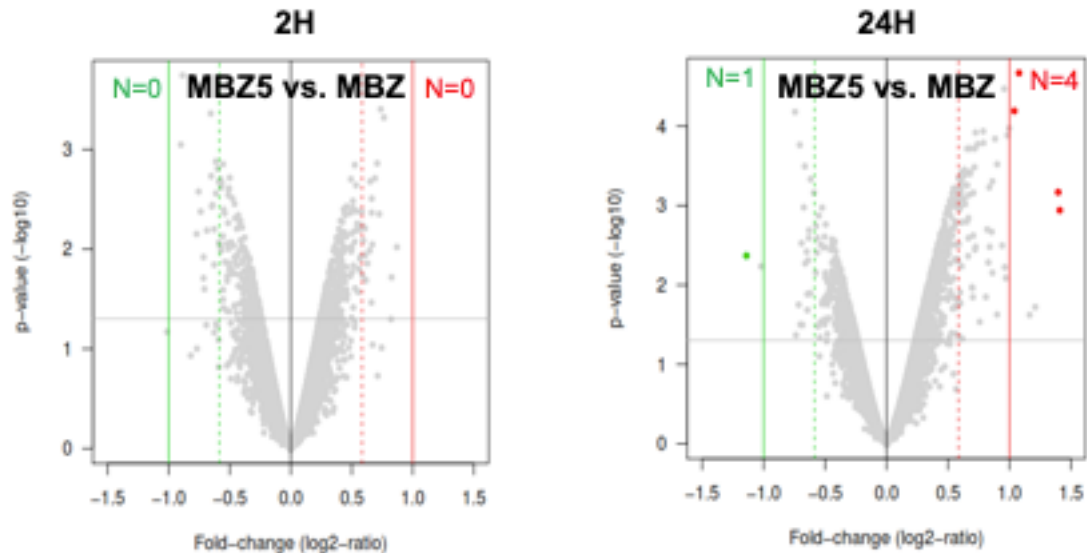 2H
N=0 MBZ5 vs. MBZ N=0
p−value (−log10)
3
2
1
0
−1.5 −1.0 −0.5 0.0 0.5 1.0 1.5
Fold−change (log2−ratio)
24H
N=1 MBZ5 vs. MBZ N=4
p−value (−log10)
4
3
2
1
0
−1.5 −1.0 −0.5 0.0 0.5 1.0 1.5
Fold−change (log2−ratio)